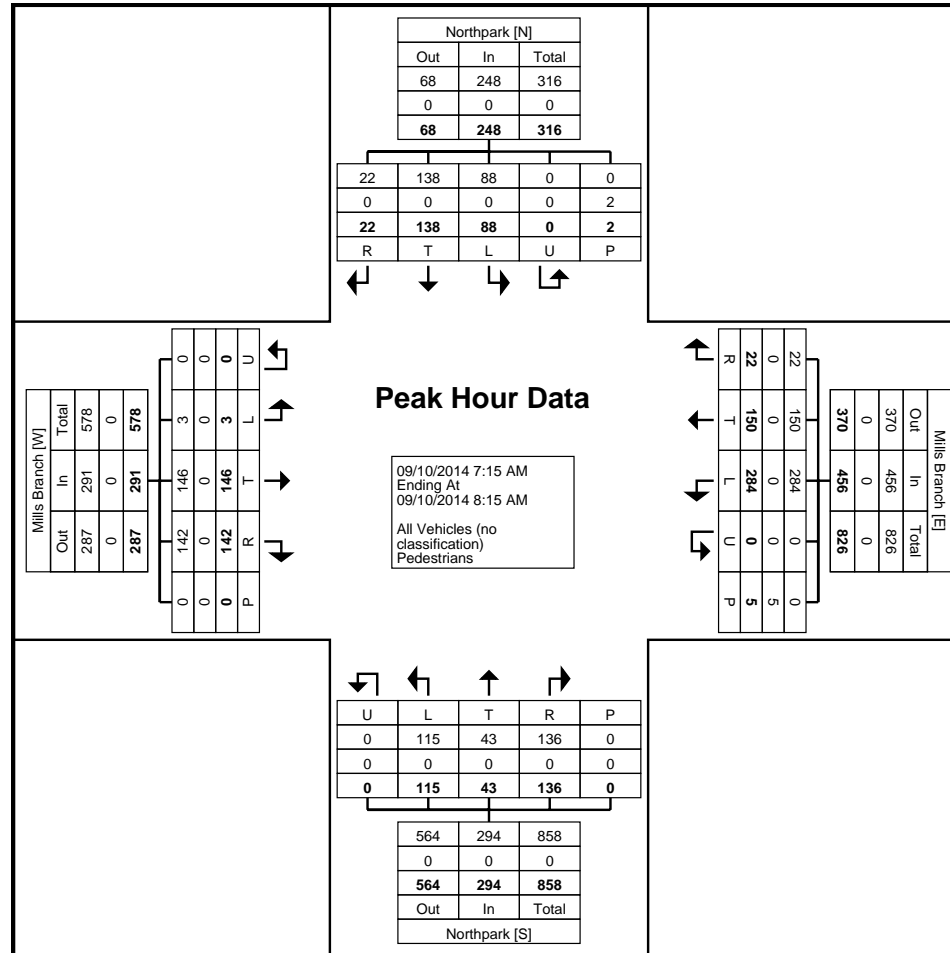 Northpark [N]
Out In Total
68 248 316
0 0 0
68 248 316
22 138 88 0 0
0 0 0 0 2
22 138 88 0 2
R T L U P
Mills Branch [W]
Total In Out
578 291 287
0 0 0
578 291 287
0 3 146 142 0
0 0 0 0 0
0 3 146 142 0
U L T R P
Peak Hour Data
09/10/2014 7:15 AM
Ending At
09/10/2014 8:15 AM
All Vehicles (no
classification)
Pedestrians
Mills Branch [E]
Out In Total
370 456 826
0 0 0
370 456 826
22 150 284 0 0
0 0 0 0 5
22 150 284 0 5
R T L U P
U L T R P
0 115 43 136 0
0 0 0 0 0
0 115 43 136 0
564 294 858
0 0 0
564 294 858
Out In Total
Northpark [S]